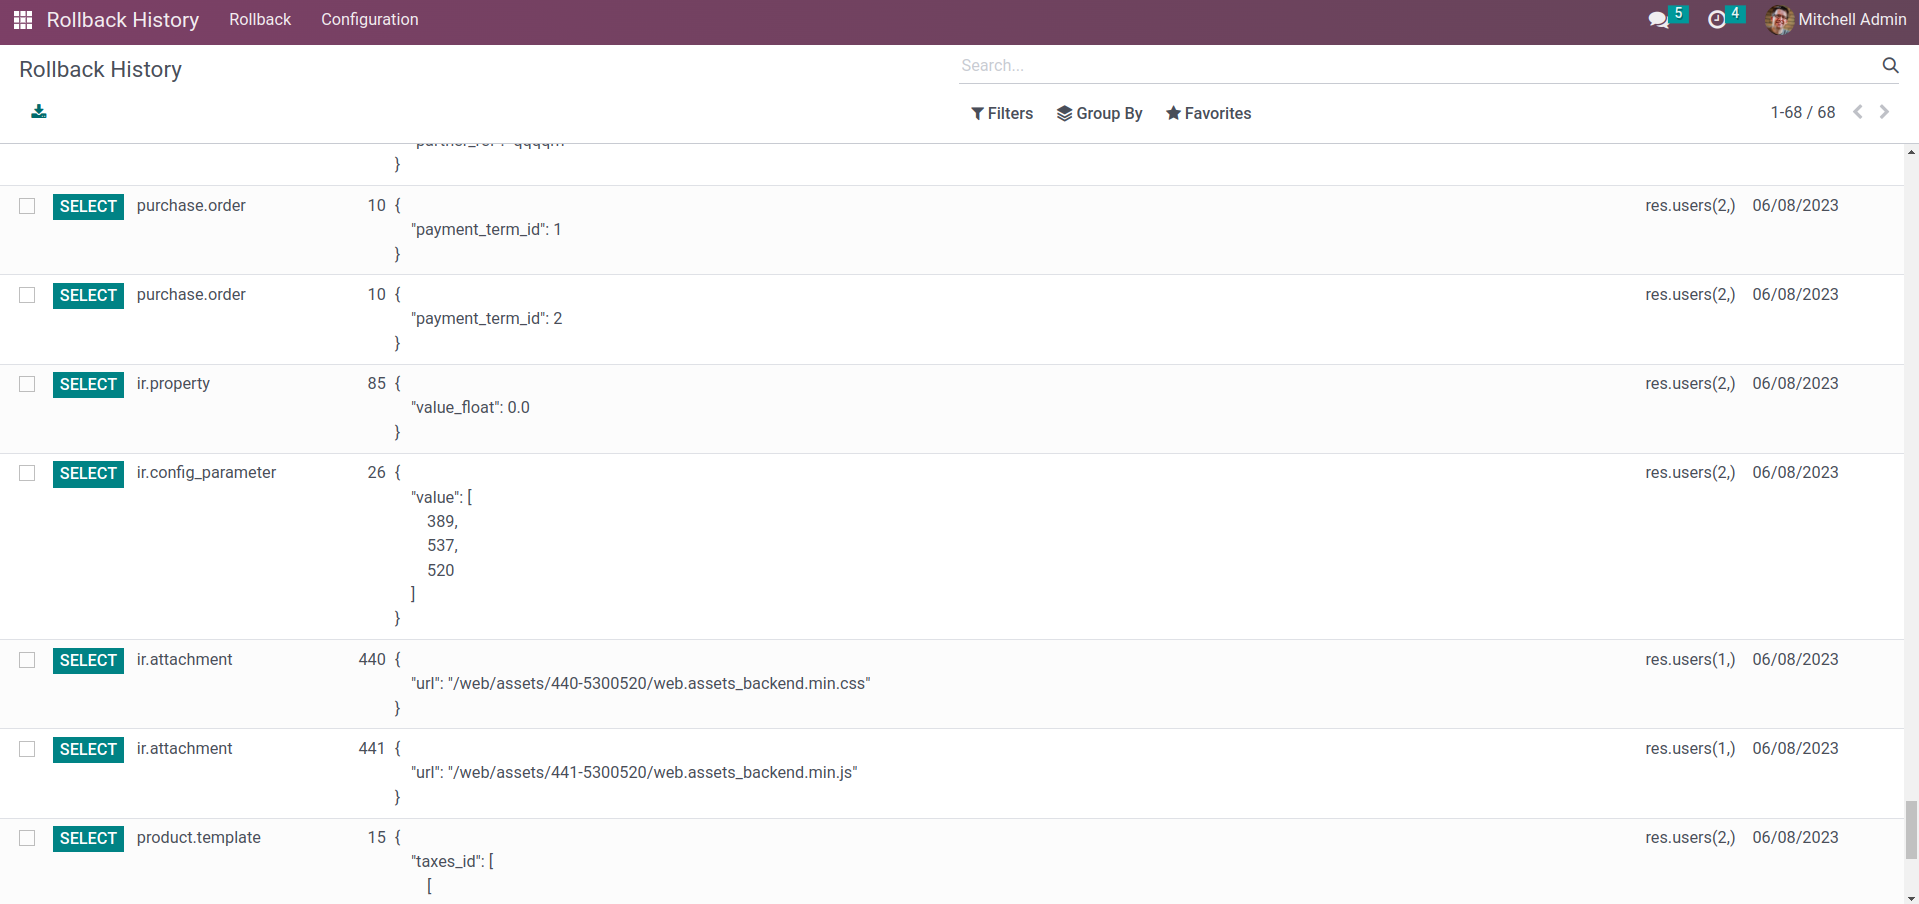 Rollback History Rollback Configuration 5 4 Mitchell Admin
Rollback History Search...
Filters Group By Favorites 1-68 / 68
}
SELECT purchase.order 10 { res.users(2,) 06/08/2023
"payment_term_id": 1
}
SELECT purchase.order 10 { res.users(2,) 06/08/2023
"payment_term_id": 2
}
SELECT ir.property 85 { res.users(2,) 06/08/2023
"value_float": 0.0
}
SELECT ir.config_parameter 26 { res.users(2,) 06/08/2023
"value": [
389,
537,
520
]
}
SELECT ir.attachment 440 { res.users(1,) 06/08/2023
"url": "/web/assets/440-5300520/web.assets_backend.min.css"
}
SELECT ir.attachment 441 { res.users(1,) 06/08/2023
"url": "/web/assets/441-5300520/web.assets_backend.min.js"
}
SELECT product.template 15 { res.users(2,) 06/08/2023
"taxes_id": [
[